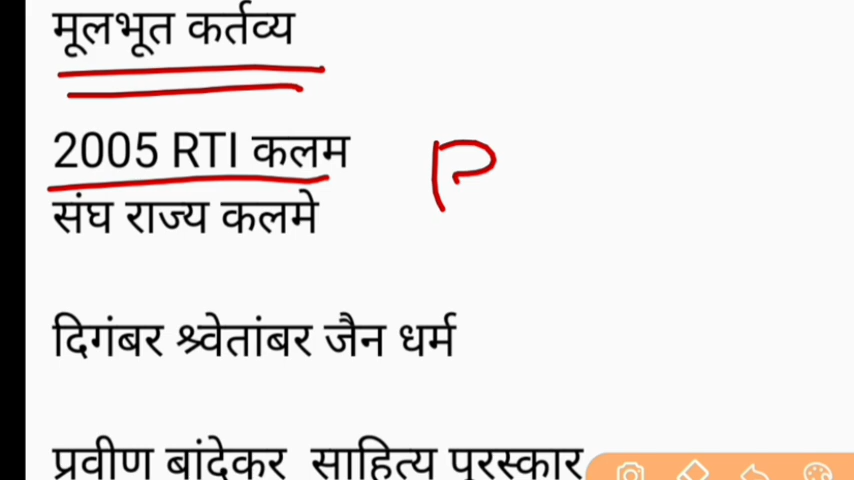 मूलभूत कर्तव्य
2005 RTI कलम
संघ राज्य कलमे
दिगंबर श्र्वेतांबर जैन धर्म
प्रवीण बांदेकर साहित्य पुरस्कार